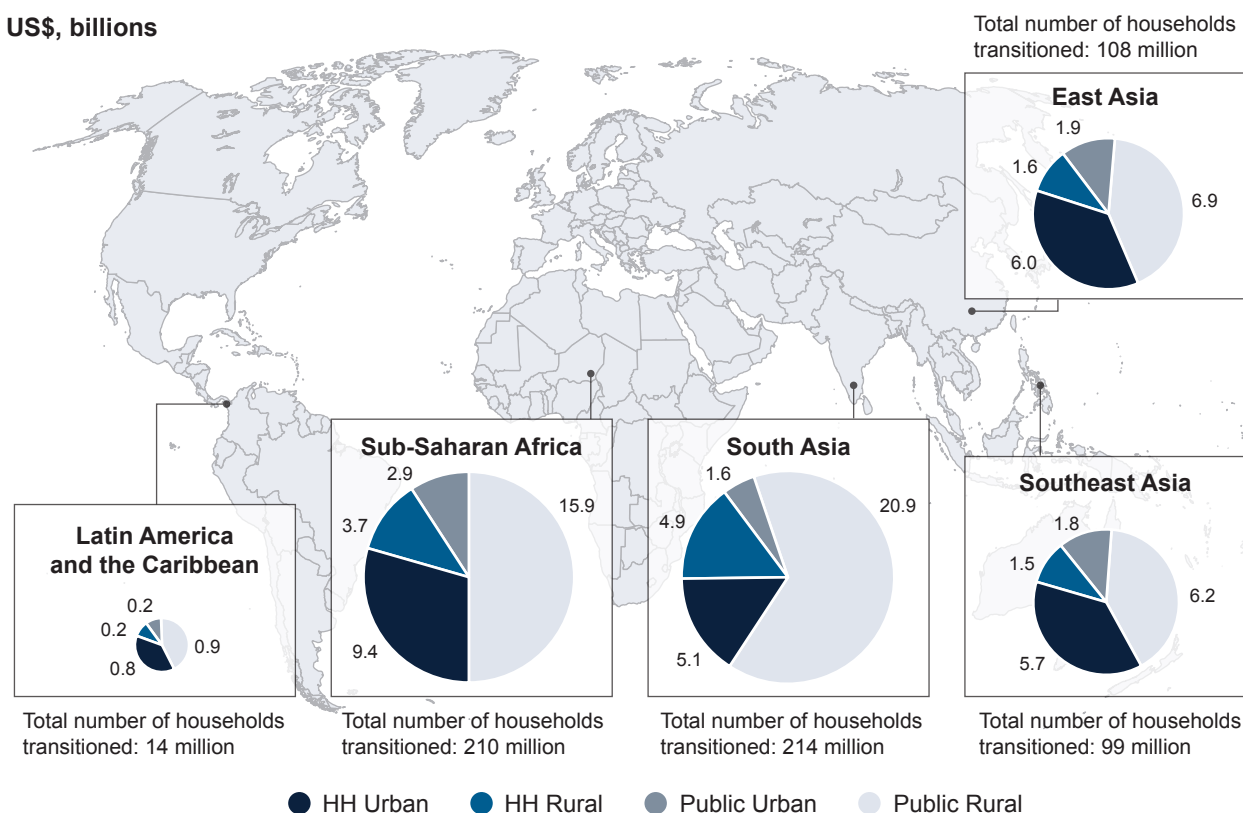 US$, billions
Total number of households
transitioned: 108 million
East Asia
1.9
1.6
6.9
6.0
Sub-Saharan Africa
2.9
15.9
3.7
9.4
South Asia
1.6
20.9
4.9
5.1
Southeast Asia
1.8
1.5
6.2
5.7
Latin America
and the Caribbean
0.2
0.2
0.9
0.8
Total number of households
transitioned: 14 million
Total number of households
transitioned: 210 million
Total number of households
transitioned: 214 million
Total number of households
transitioned: 99 million
HH Urban HH Rural Public Urban Public Rural